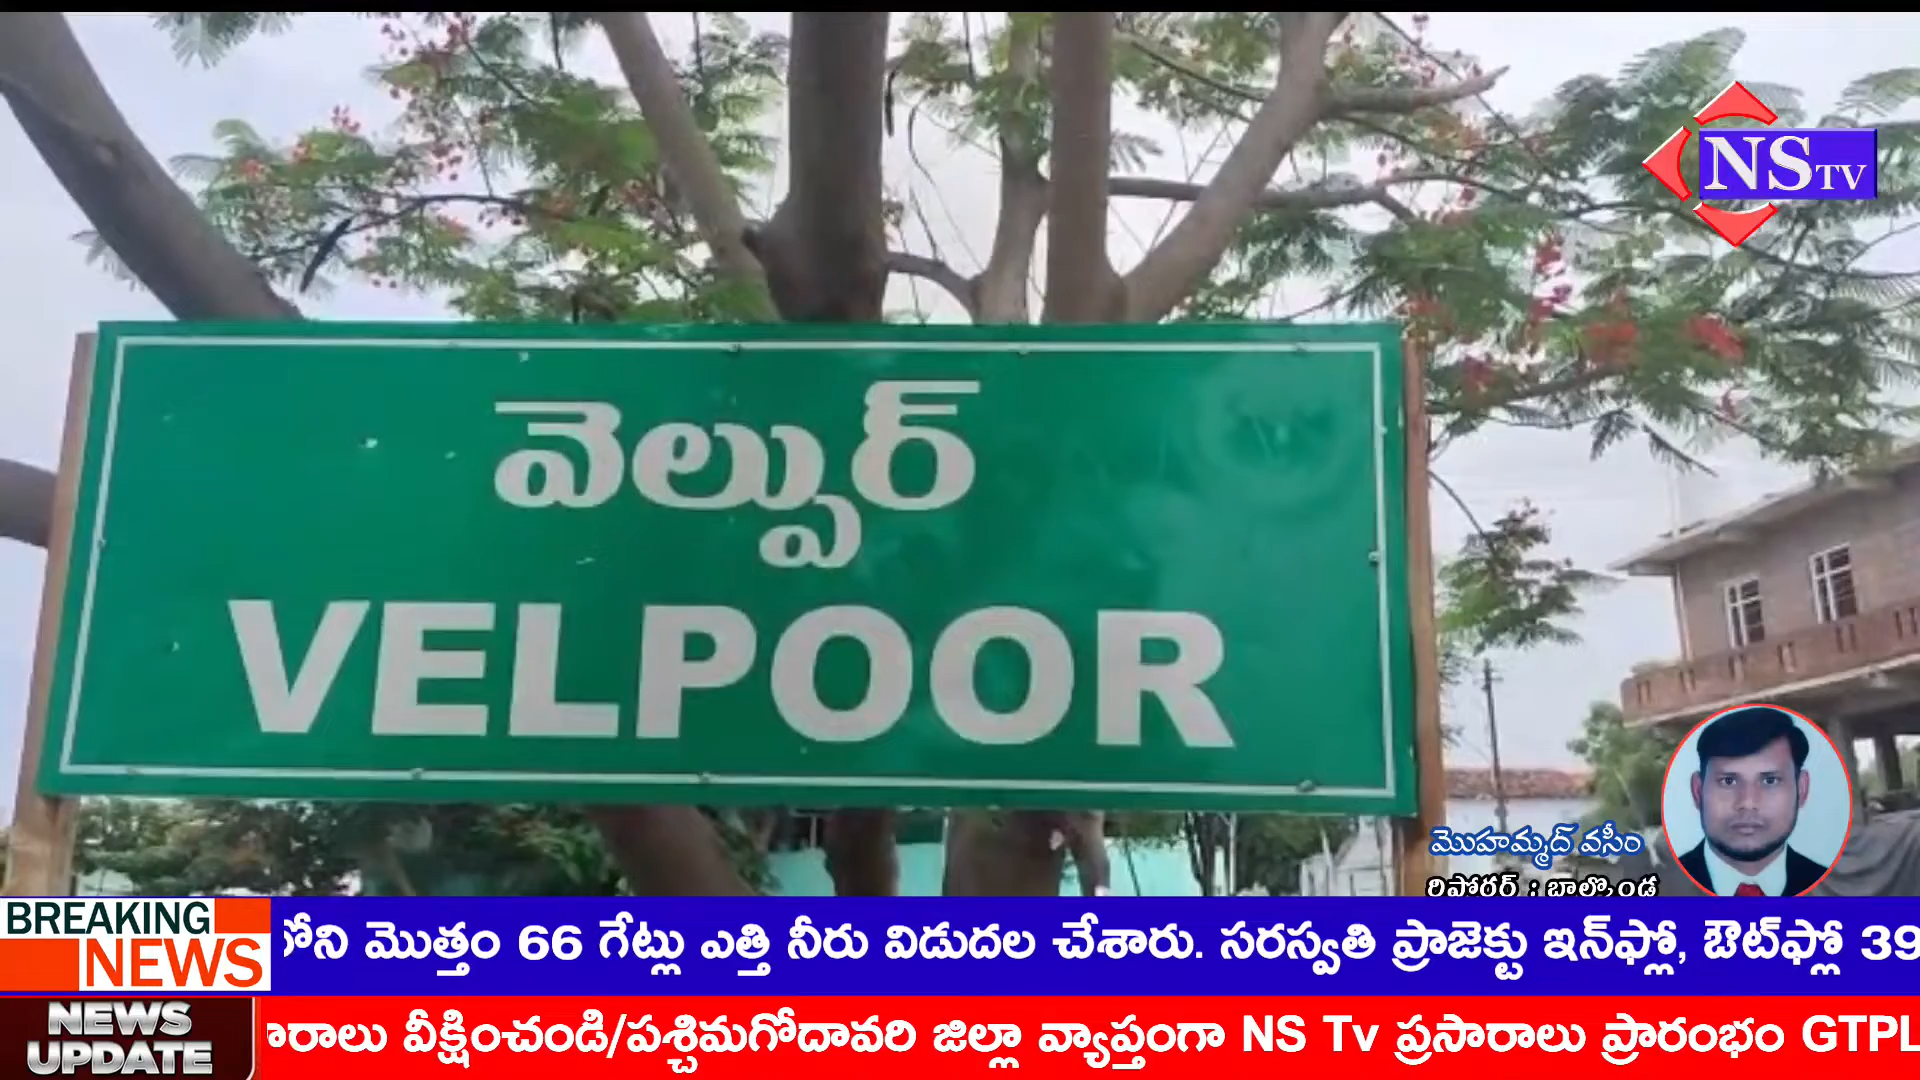 NS TV
వెల్పుర్
VELPOOR
మొహమ్మద్ వసీం
రిపోర్టర్ : బాల్కొండ
BREAKING
NEWS
మొత్తం 66 గేట్లు ఎత్తి నీరు విడుదల చేశారు. సరస్వతి ప్రాజెక్టు ఇన్‌ఫ్లో, ఔట్‌ఫ్లో 39
NEWS
UPDATE
వీక్షించండి/పశ్చిమగోదావరి జిల్లా వ్యాప్తంగా NS Tv ప్రసారాలు ప్రారంభం GTPL